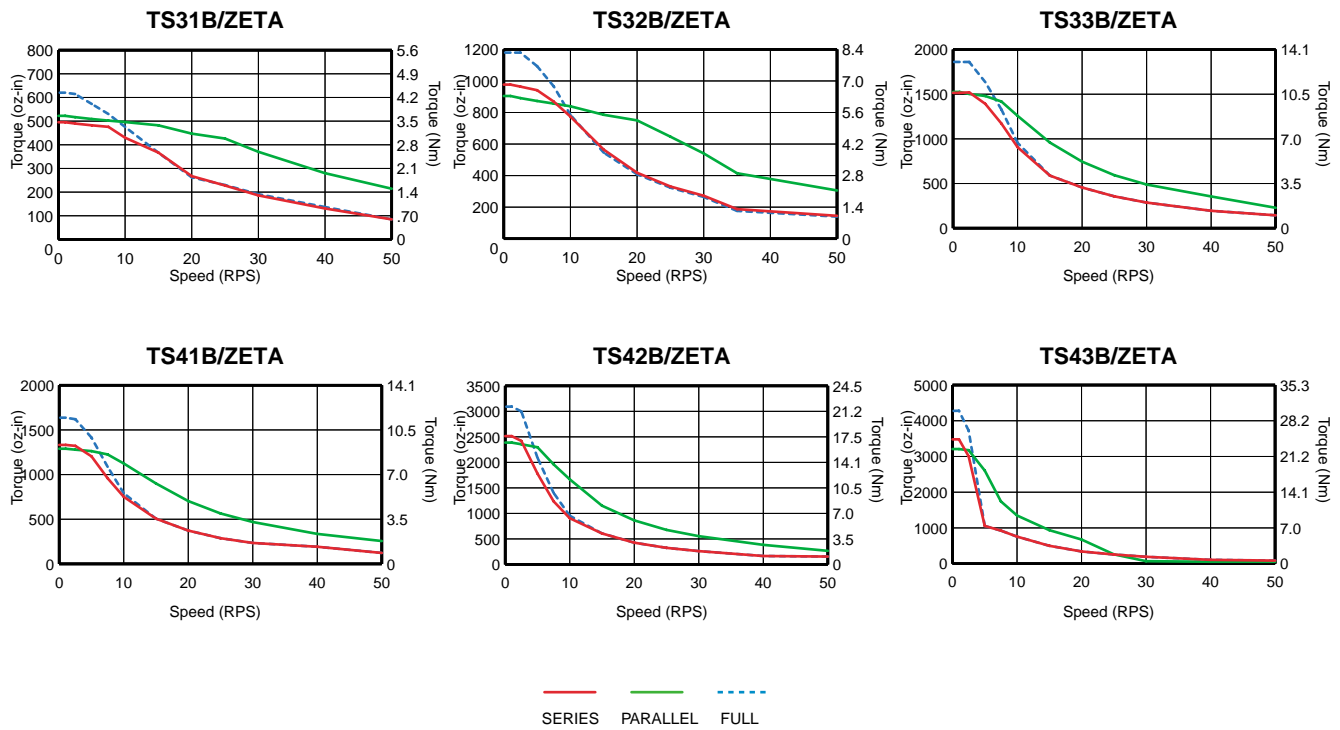 TS31B/ZETA
TS32B/ZETA
TS33B/ZETA
800
700
600
500
400
300
200
100
0
Torque (oz-in)
5.6
4.9
4.2
3.5
2.8
2.1
1.4
.70
0
Torque (Nm)
0 10 20 30 40 50
Speed (RPS)
1200
1000
800
600
400
200
0
Torque (oz-in)
8.4
7.0
5.6
4.2
2.8
1.4
0
Torque (Nm)
0 10 20 30 40 50
Speed (RPS)
2000
1500
1000
500
0
Torque (oz-in)
14.1
10.5
7.0
3.5
0
Torque (Nm)
0 10 20 30 40 50
Speed (RPS)
TS41B/ZETA
TS42B/ZETA
TS43B/ZETA
2000
1500
1000
500
0
Torque (oz-in)
14.1
10.5
7.0
3.5
0
Torque (Nm)
0 10 20 30 40 50
Speed (RPS)
3500
3000
2500
2000
1500
1000
500
0
Torque (oz-in)
24.5
21.2
17.5
14.1
10.5
7.0
3.5
0
Torque (Nm)
0 10 20 30 40 50
Speed (RPS)
5000
4000
3000
2000
1000
0
Torque (oz-in)
35.3
28.2
21.2
14.1
7.0
0
Torque (Nm)
0 10 20 30 40 50
Speed (RPS)
SERIES PARALLEL FULL